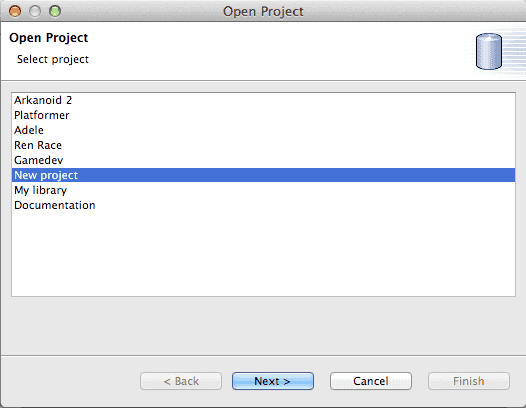 Open Project
Open Project
Select project
Arkanoid 2
Platformer
Adele
Ren Race
Gamedev
New project
My library
Documentation
< Back
Next >
Cancel
Finish